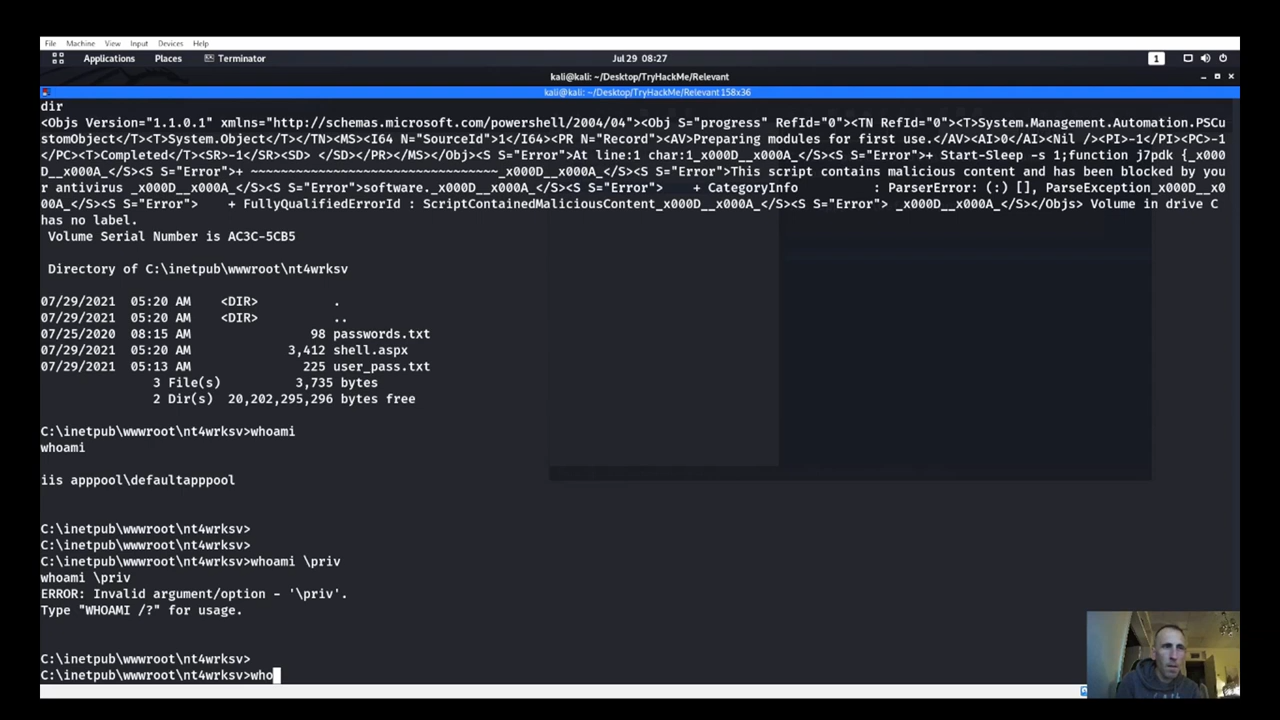 File Machine View Input Devices Help
Applications Places Terminator Jul 29 08:27 1
kali@kali: ~/Desktop/TryHackMe/Relevant
kali@kali: ~/Desktop/TryHackMe/Relevant 158x36
dir
<Objs Version="1.1.0.1" xmlns="http://schemas.microsoft.com/powershell/2004/04"><Obj S="progress" RefId="0"><TN RefId="0"><T>System.Management.Automation.PSCu
stomObject</T><T>System.Object</T></TN><MS><I64 N="SourceId">1</I64><PR N="Record"><AV>Preparing modules for first use.</AV><AI>0</AI><Nil /><PI>-1</PI><PC>-1
</PC><T>Completed</T><SR>-1</SR><SD> </SD></PR></MS></Obj><S S="Error">At line:1 char:1_x000D__x000A_</S><S S="Error">+ Start-Sleep -s 1;function j7pdk {_x000
D__x000A_</S><S S="Error">+ ~~~~~~~~~~~~~~~~~~~~~~~~~~~~~~~~~_x000D__x000A_</S><S S="Error">This script contains malicious content and has been blocked by you
r antivirus _x000D__x000A_</S><S S="Error">software._x000D__x000A_</S><S S="Error">    + CategoryInfo          : ParserError: (:) [], ParseException_x000D__x0
00A_</S><S S="Error">    + FullyQualifiedErrorId : ScriptContainedMaliciousContent_x000D__x000A_</S><S S="Error"> _x000D__x000A_</S></Objs> Volume in drive C
has no label.
Volume Serial Number is AC3C-5CB5
Directory of C:\inetpub\wwwroot\nt4wrksv
07/29/2021  05:20 AM    <DIR>          .
07/29/2021  05:20 AM    <DIR>          ..
07/25/2020  08:15 AM                98 passwords.txt
07/29/2021  05:20 AM             3,412 shell.aspx
07/29/2021  05:13 AM               225 user_pass.txt
3 File(s)          3,735 bytes
2 Dir(s)  20,202,295,296 bytes free
C:\inetpub\wwwroot\nt4wrksv>whoami
whoami
iis apppool\defaultapppool
C:\inetpub\wwwroot\nt4wrksv>
C:\inetpub\wwwroot\nt4wrksv>
C:\inetpub\wwwroot\nt4wrksv>whoami \priv
whoami \priv
ERROR: Invalid argument/option - '\priv'.
Type "WHOAMI /?" for usage.
C:\inetpub\wwwroot\nt4wrksv>
C:\inetpub\wwwroot\nt4wrksv>who